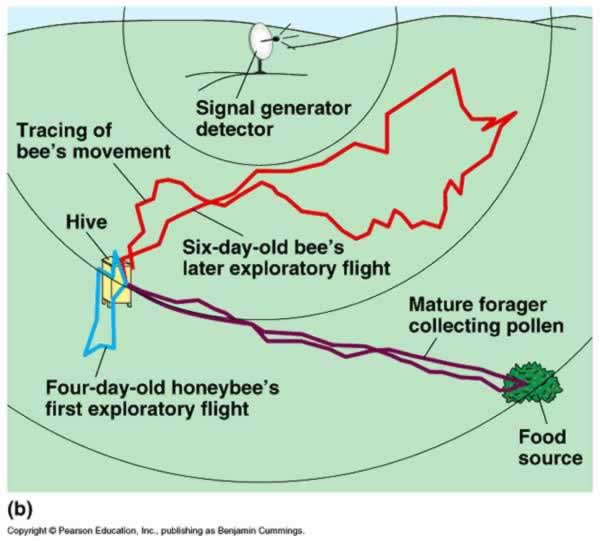 Signal generator
detector
Tracing of
bee's movement
Hive
Six-day-old bee's
later exploratory flight
Mature forager
collecting pollen
Four-day-old honeybee's
first exploratory flight
Food
source
(b)
Copyright © Pearson Education, Inc., publishing as Benjamin Cummings.